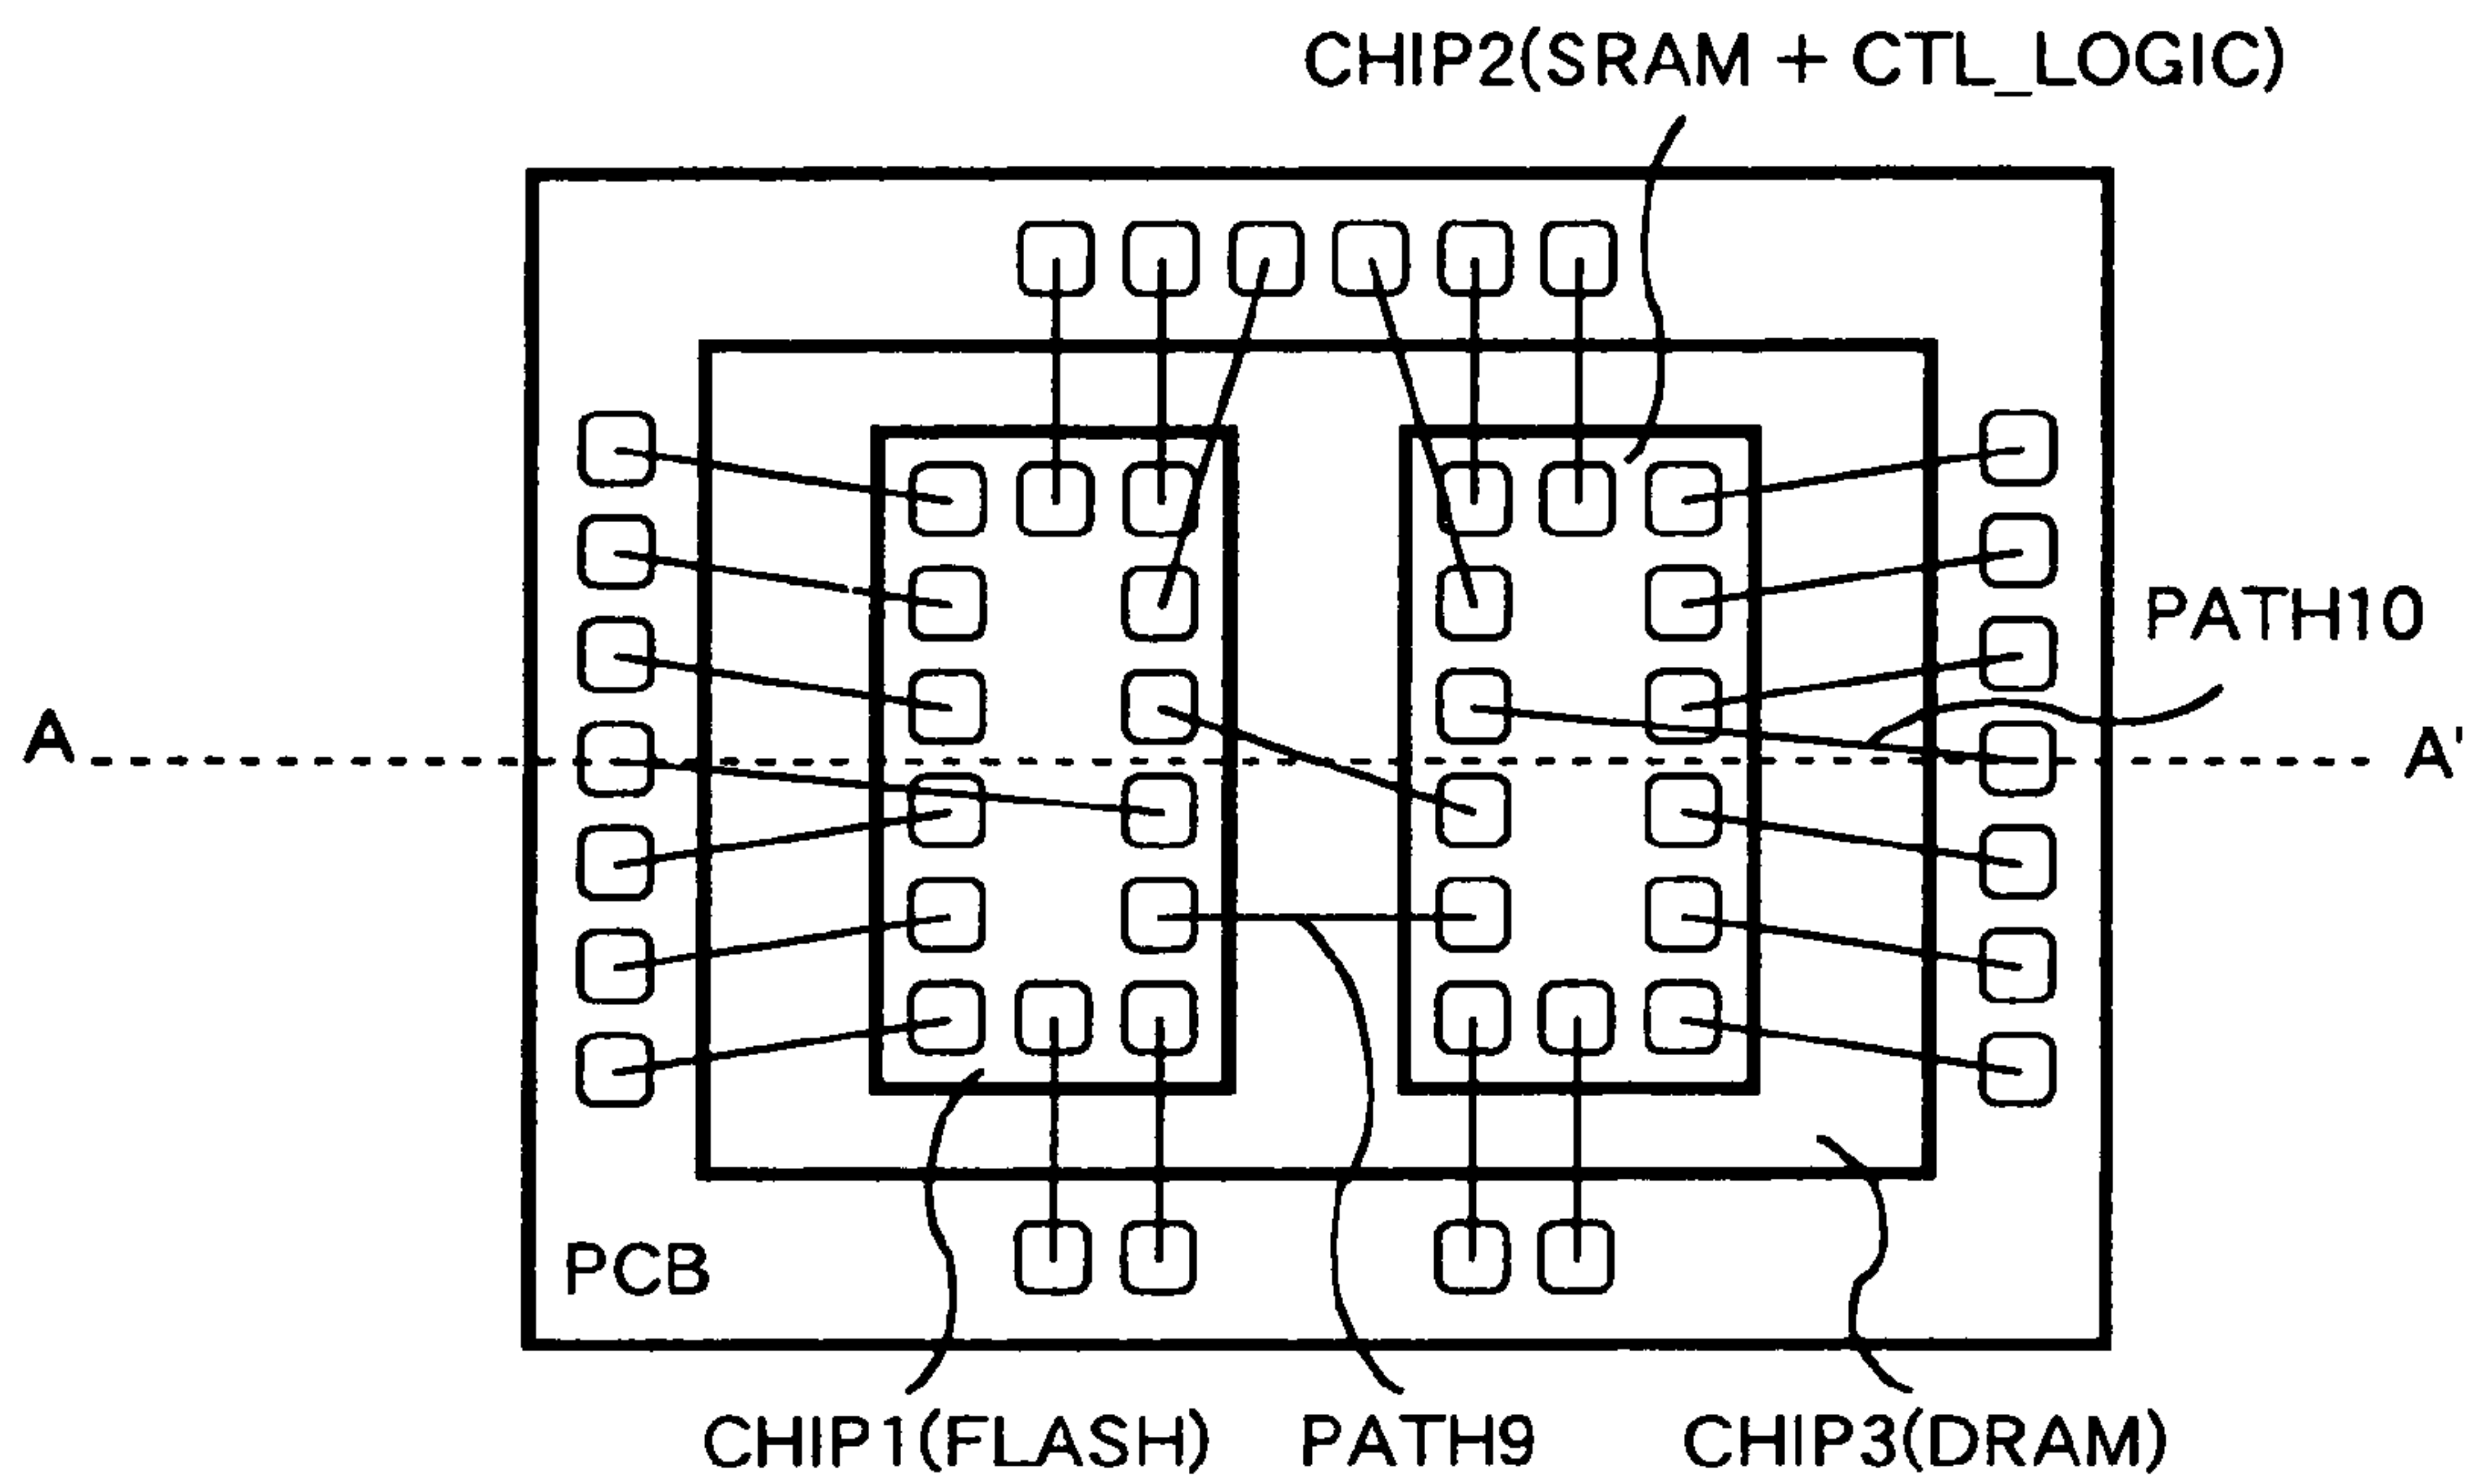 CHIP2(SRAM + CTL_LOGIC)
PATH10
A
A'
PCB
CHIP1(FLASH)
PATH9
CHIP3(DRAM)